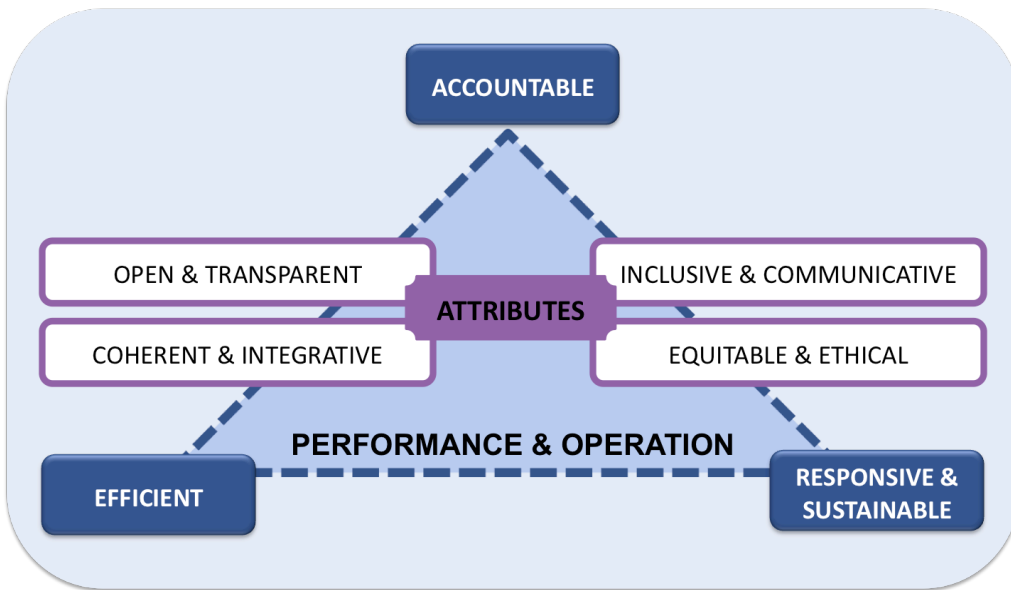 ACCOUNTABLE
OPEN & TRANSPARENT
INCLUSIVE & COMMUNICATIVE
ATTRIBUTES
COHERENT & INTEGRATIVE
EQUITABLE & ETHICAL
PERFORMANCE & OPERATION
EFFICIENT
RESPONSIVE &
SUSTAINABLE